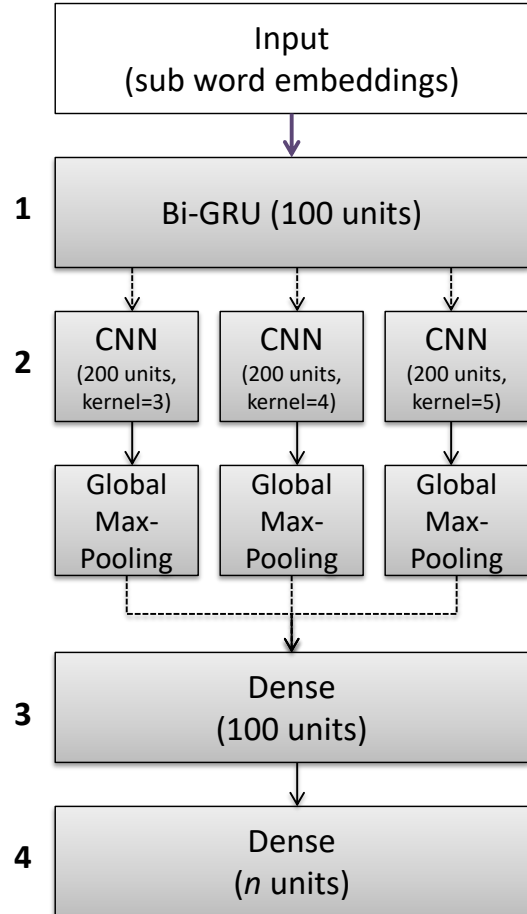 Input
(sub word embeddings)
1
Bi-GRU (100 units)
2
CNN
(200 units,
kernel=3)
CNN
(200 units,
kernel=4)
CNN
(200 units,
kernel=5)
Global
Max-
Pooling
Global
Max-
Pooling
Global
Max-
Pooling
3
Dense
(100 units)
4
Dense
(n units)